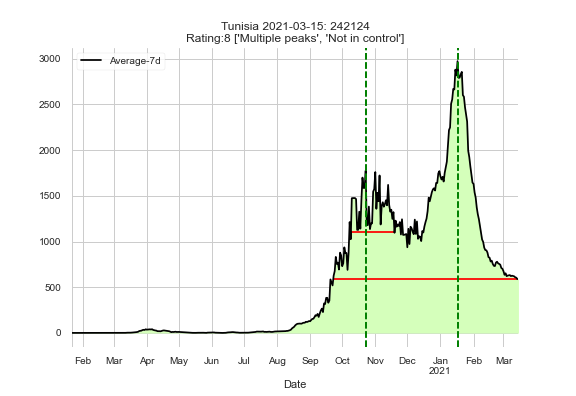 Tunisia 2021-03-15: 242124
Rating:8 ['Multiple peaks', 'Not in control']
Average-7d
3000
2500
2000
1500
1000
500
0
Feb Mar Apr May Jun Jul Aug Sep Oct Nov Dec Jan Feb Mar
2021
Date